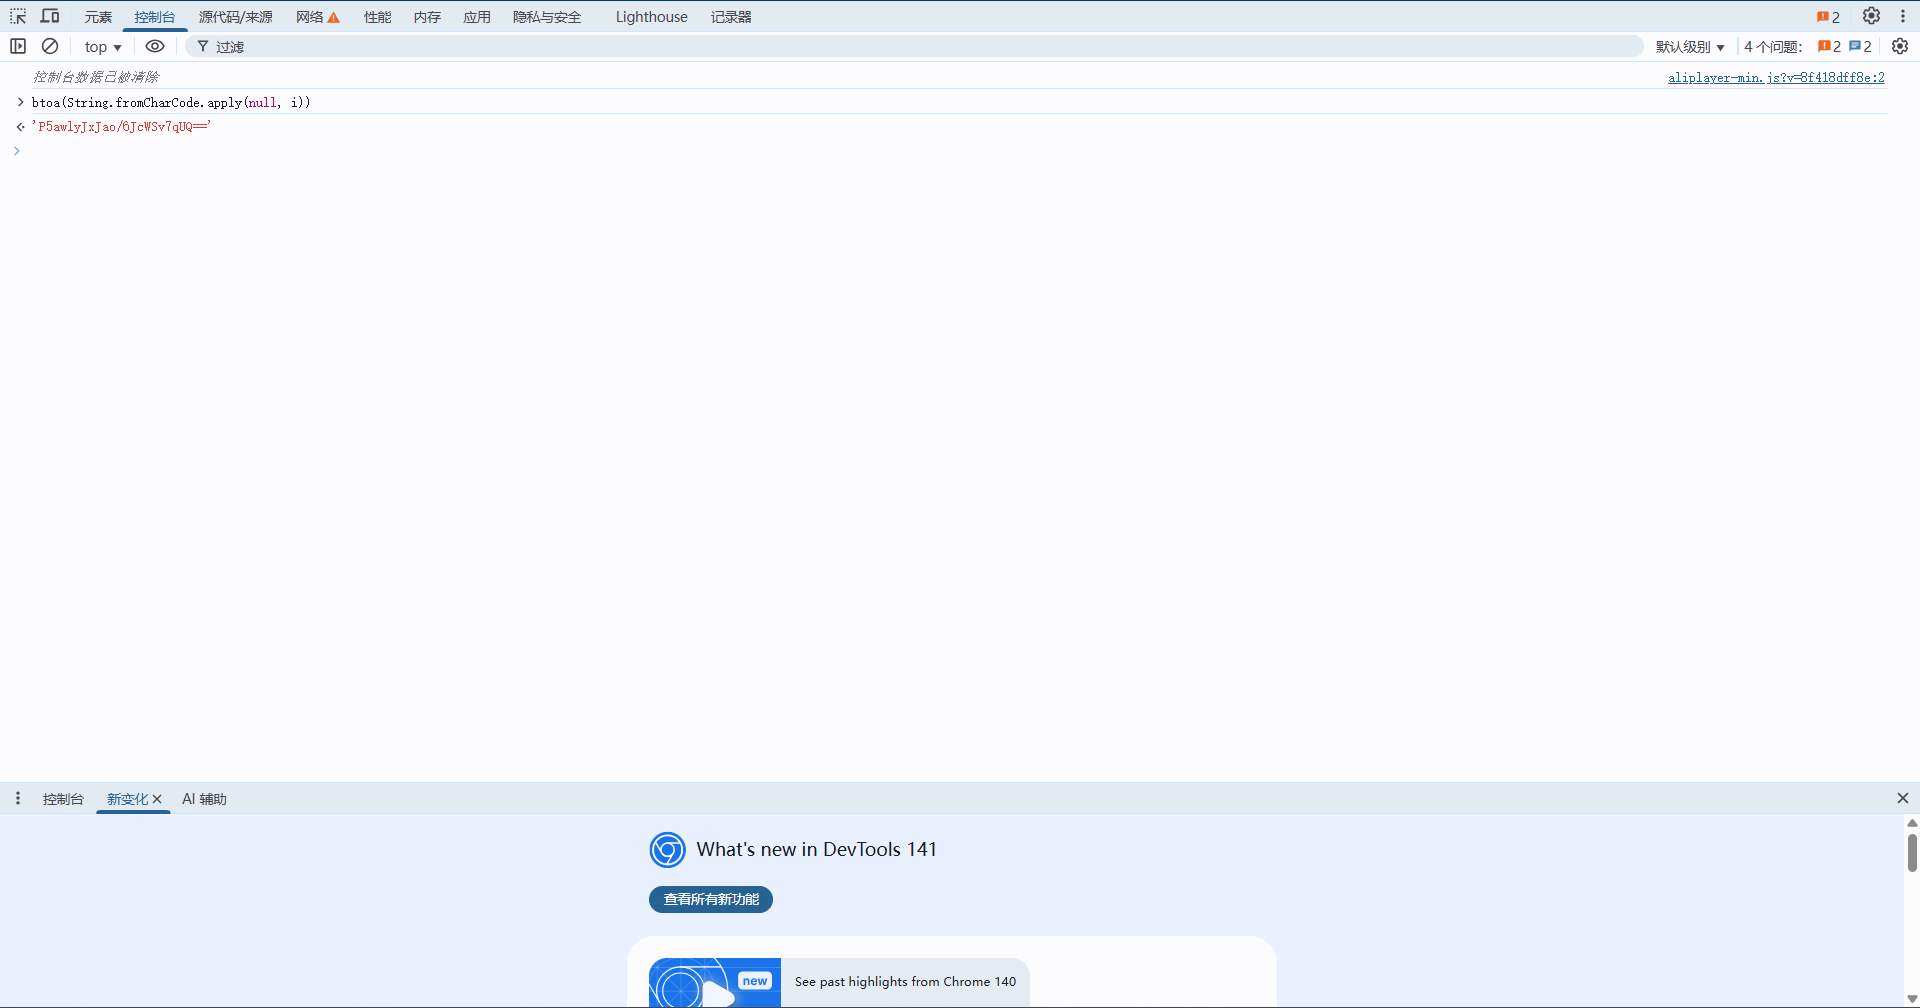 元素 控制台 源代码/来源 网络 性能 内存 应用 隐私与安全 Lighthouse 记录器 2
top 过滤 默认级别 4 个问题： 2 2
控制台数据已被清除 aliplayer-min.js?v=8f418dff8e:2
btoa(String.fromCharCode.apply(null, i))
'P5awlyJxJao/6JcWSv7qUQ=='
控制台 新变化 AI 辅助
What's new in DevTools 141
查看所有新功能
new
See past highlights from Chrome 140